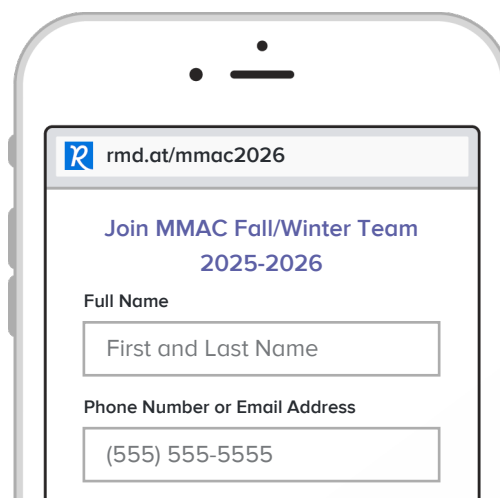 rmd.at/mmac2026
Join MMAC Fall/Winter Team
2025-2026
Full Name
First and Last Name
Phone Number or Email Address
(555) 555-5555